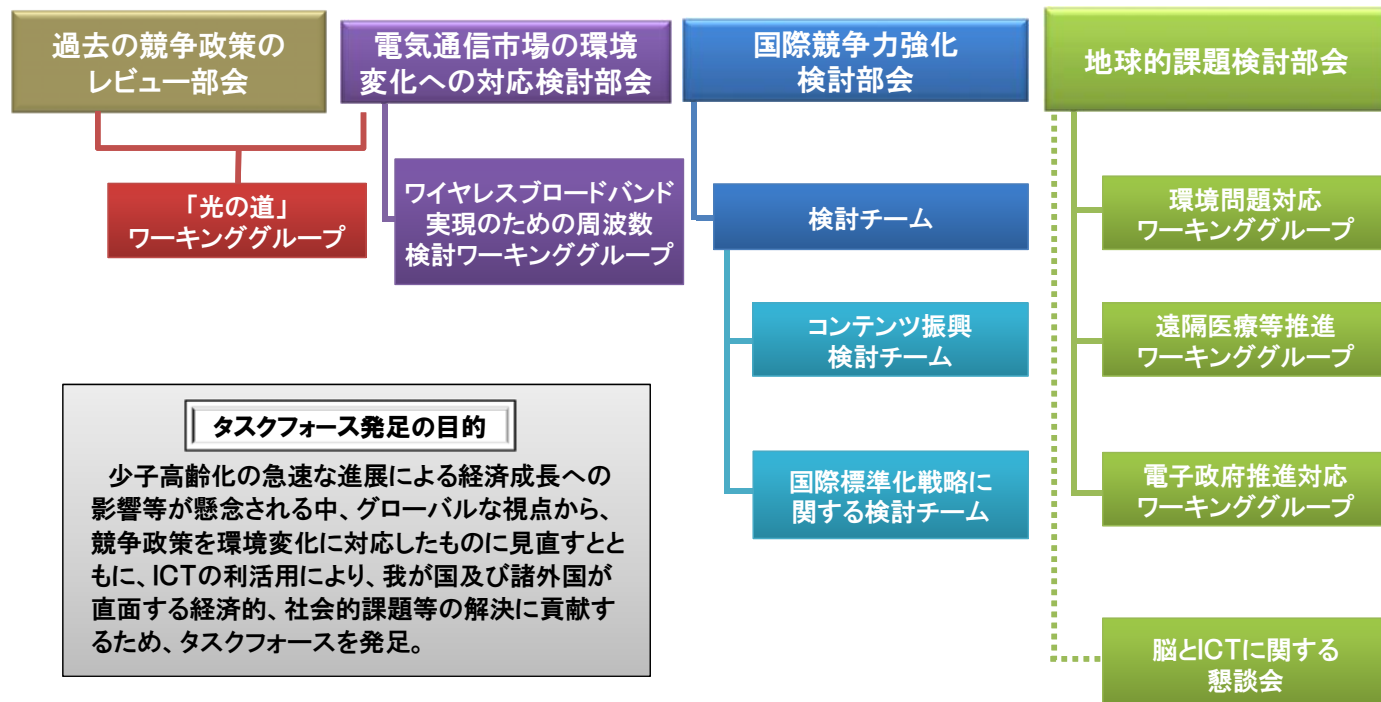 過去の競争政策の
レビュー部会
電気通信市場の環境
変化への対応検討部会
国際競争力強化
検討部会
地球的課題検討部会
「光の道」
ワーキンググループ
ワイヤレスブロードバンド
実現のための周波数
検討ワーキンググループ
検討チーム
コンテンツ振興
検討チーム
国際標準化戦略に
関する検討チーム
環境問題対応
ワーキンググループ
遠隔医療等推進
ワーキンググループ
電子政府推進対応
ワーキンググループ
脳とICTに関する
懇談会
タスクフォース発足の目的
少子高齢化の急速な進展による経済成長への
影響等が懸念される中、グローバルな視点から、
競争政策を環境変化に対応したものに見直すとと
もに、ICTの利活用により、我が国及び諸外国が
直面する経済的、社会的課題等の解決に貢献す
るため、タスクフォースを発足。